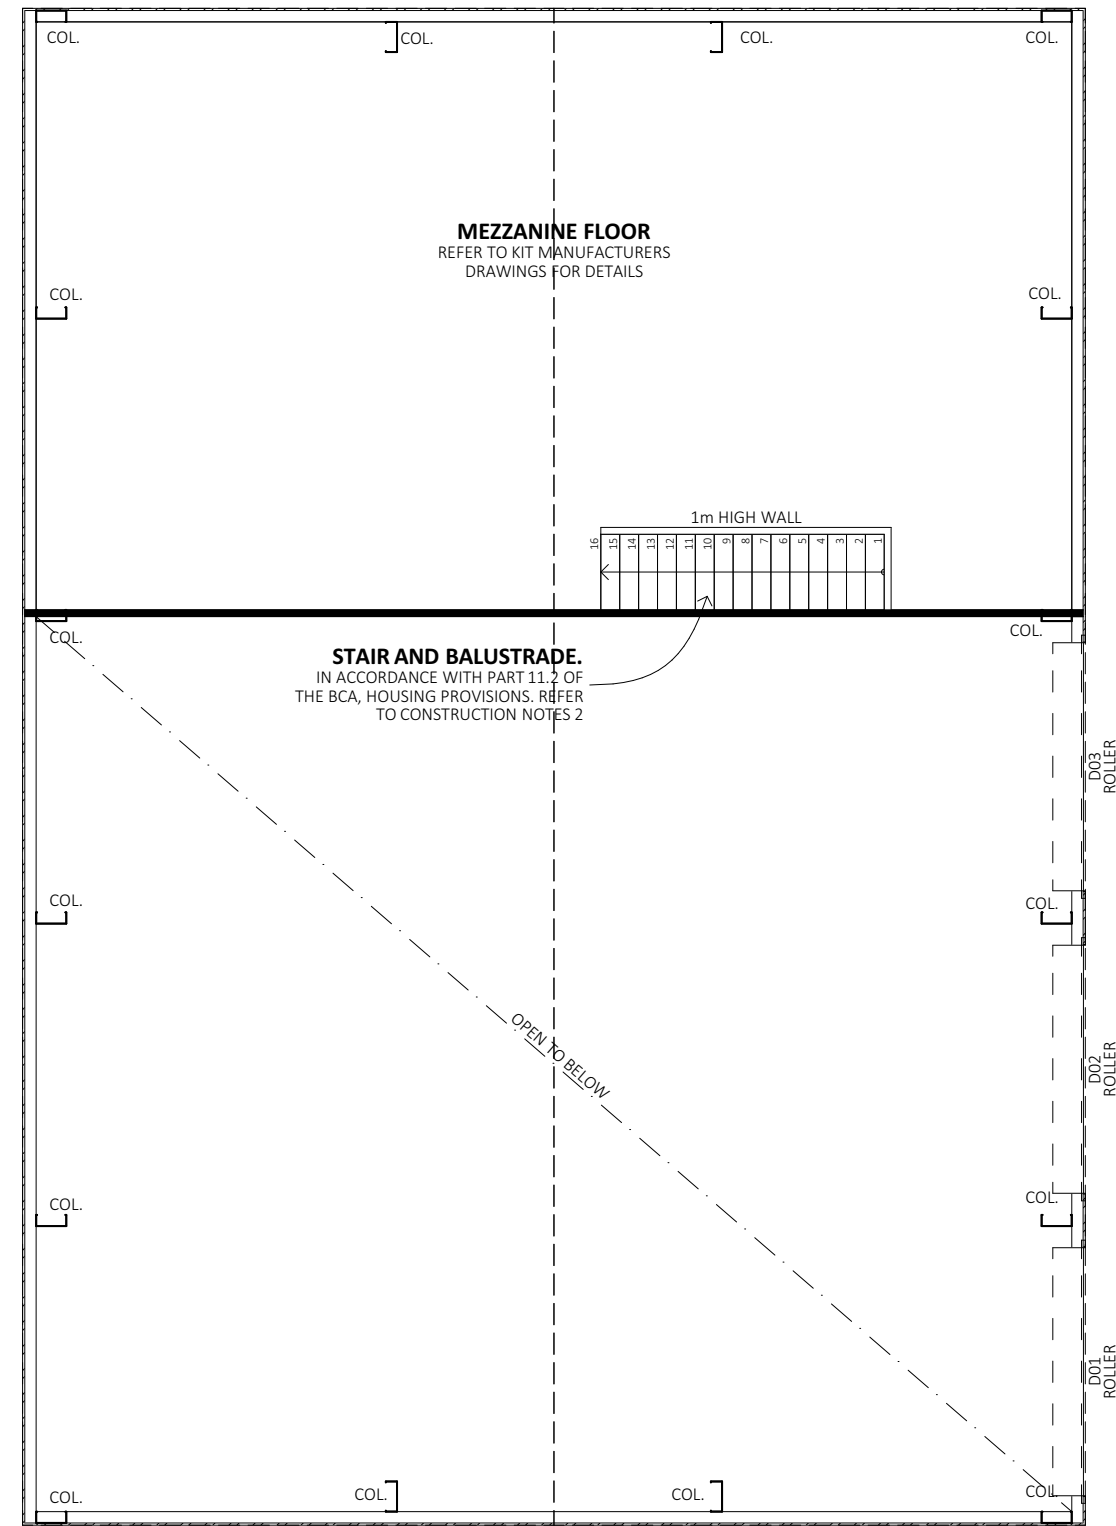 COL.
COL.
COL.
COL.
MEZZANINE FLOOR
REFER TO KIT MANUFACTURERS
DRAWINGS FOR DETAILS
COL.
COL.
1m HIGH WALL
16 15 14 13 12 11 10 9 8 7 6 5 4 3 2 1
COL.
COL.
STAIR AND BALUSTRADE.
IN ACCORDANCE WITH PART 11.2 OF
THE BCA, HOUSING PROVISIONS. REFER
TO CONSTRUCTION NOTES 2
D03
ROLLER
COL.
COL.
OPEN TO BELOW
D02
ROLLER
COL.
COL.
D01
ROLLER
COL.
COL.
COL.
COL.